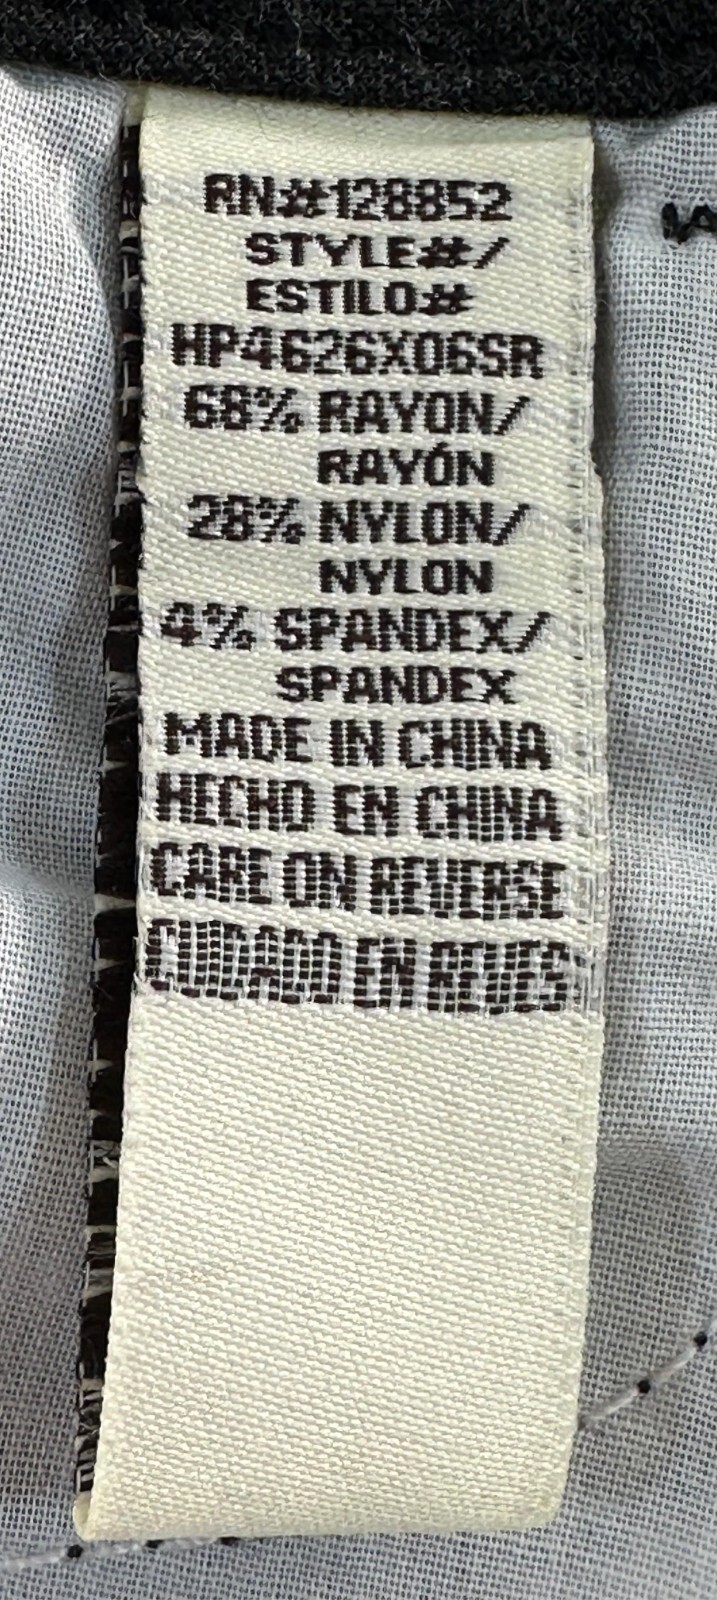 RN#128852
STYLE#/
ESTILO#
HP4626X06SR
68% RAYON/
RAYÓN
28% NYLON/
NYLON
4% SPANDEX/
SPANDEX
MADE IN CHINA
HECHO EN CHINA
CARE ON REVERSE
CUIDADO EN REVES